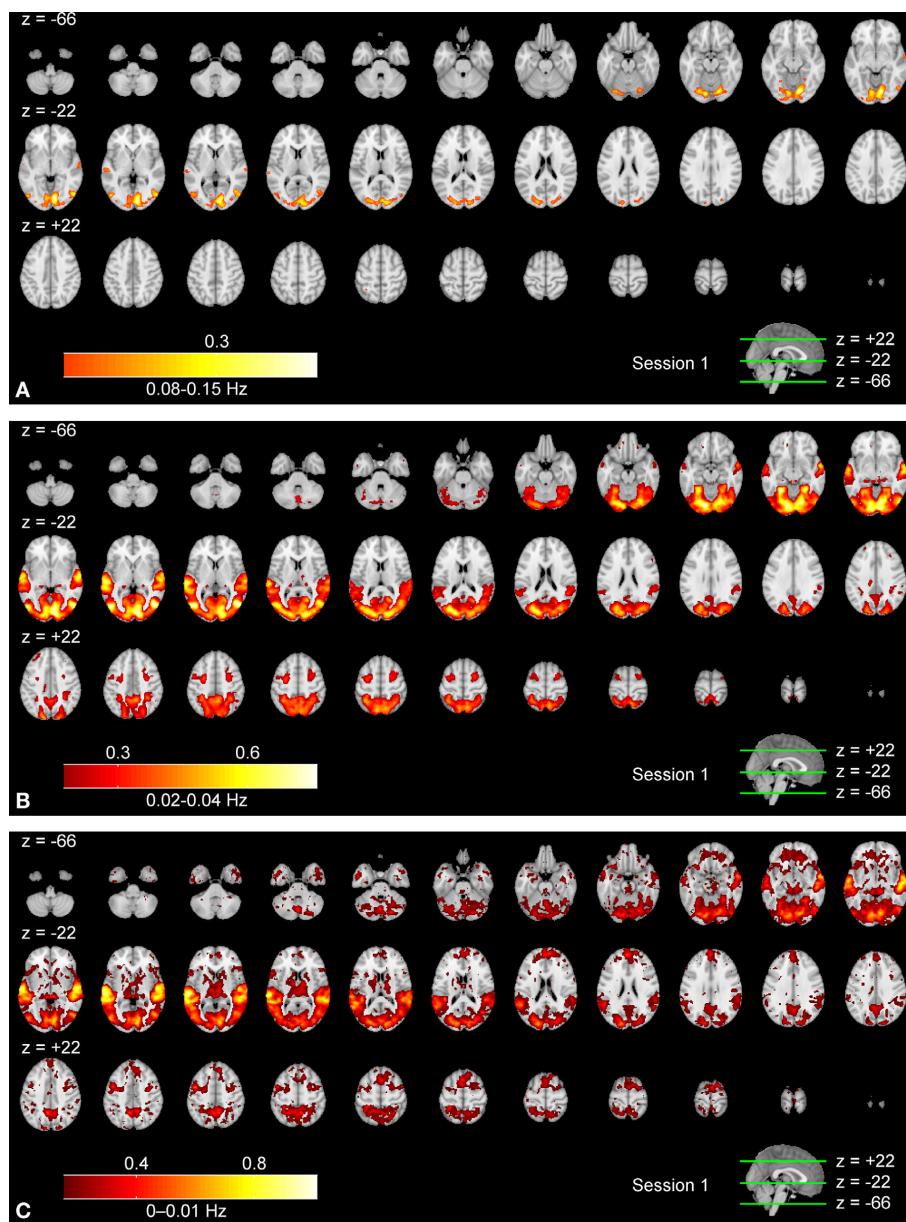 z = -66
z = -22
z = +22
0.3
0.08-0.15 Hz
Session 1
z = +22
z = -22
z = -66
A
z = -66
z = -22
z = +22
0.3 0.6
0.02-0.04 Hz
Session 1
z = +22
z = -22
z = -66
B
z = -66
z = -22
z = +22
0.4 0.8
0–0.01 Hz
Session 1
z = +22
z = -22
z = -66
C